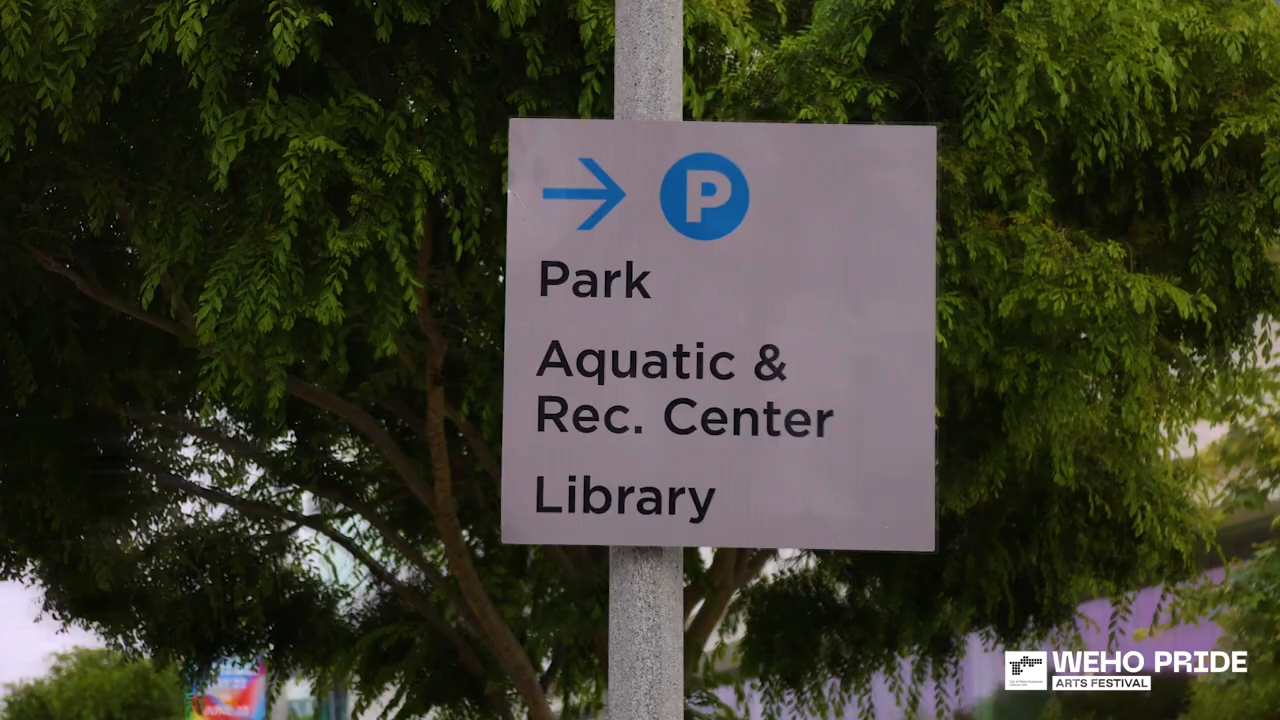 P
Park
Aquatic &
Rec. Center
Library
WEHO PRIDE
ARTS FESTIVAL